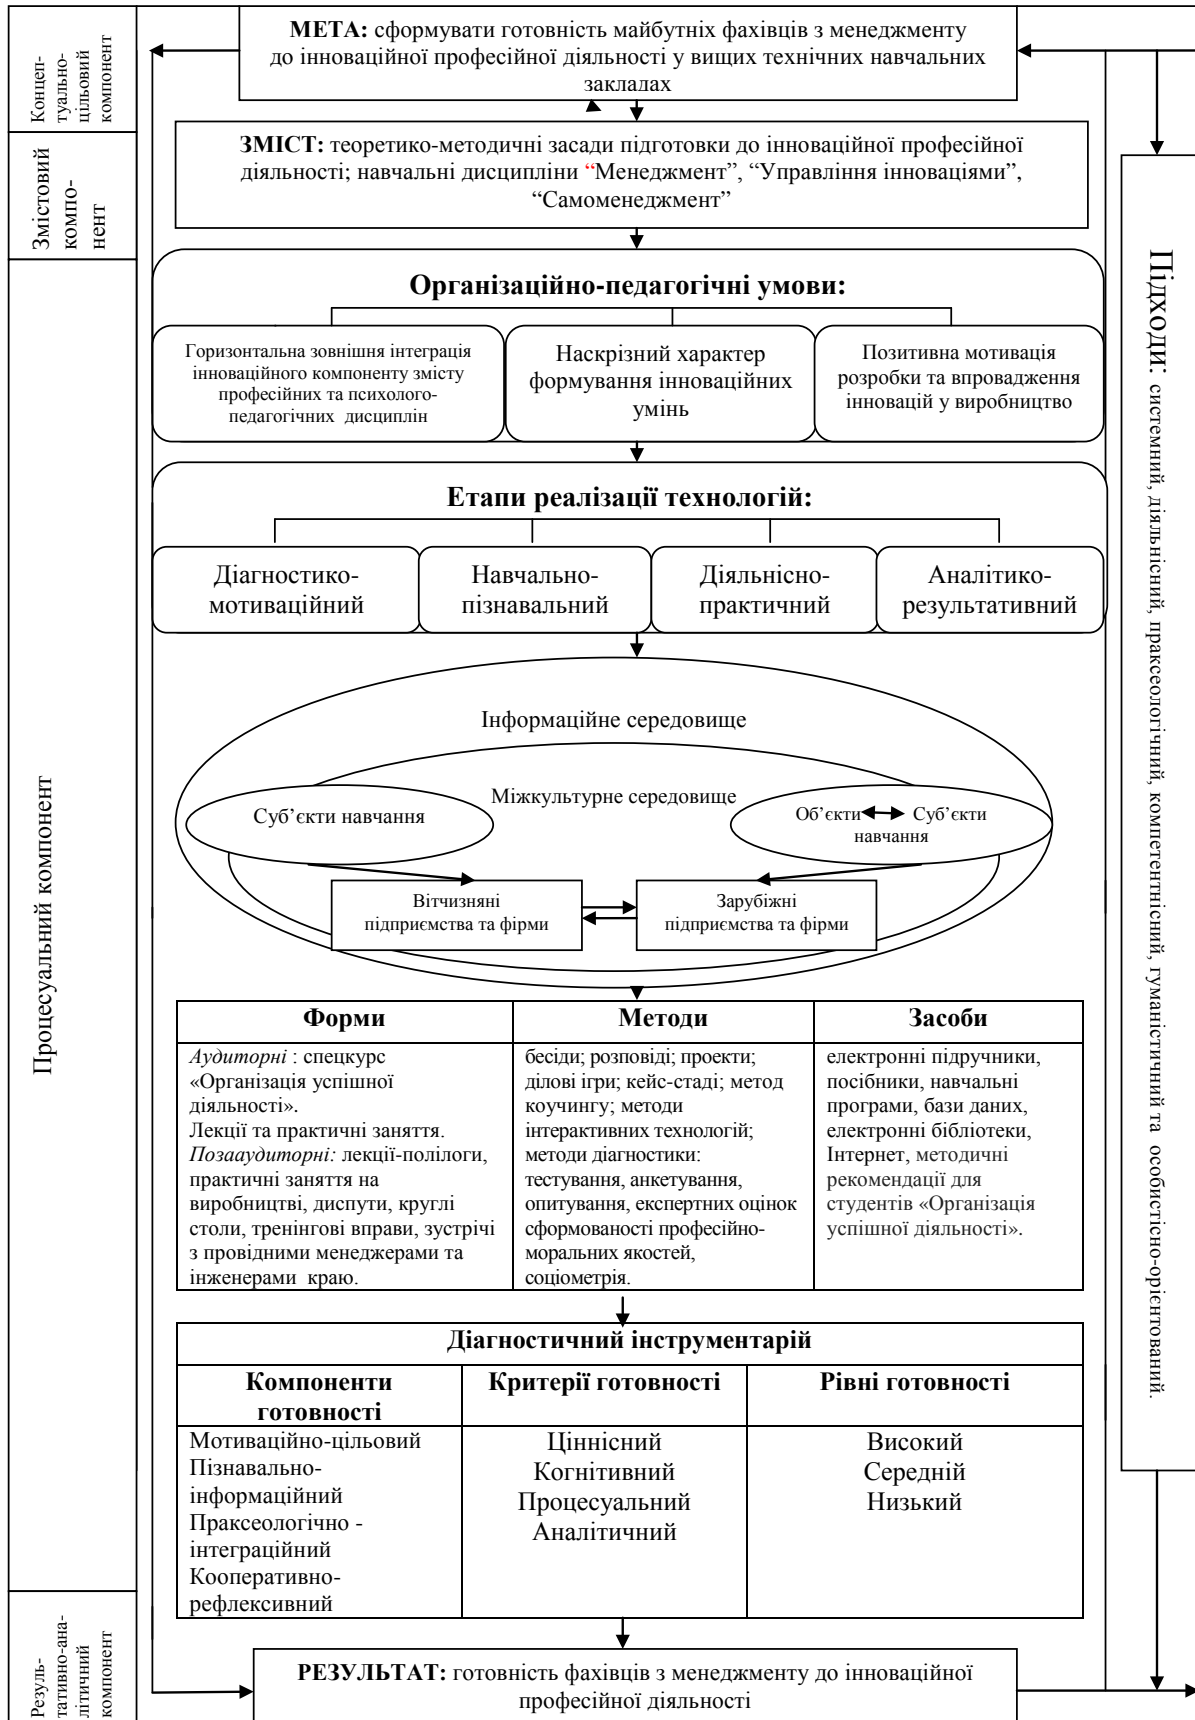 Концеп-
туально-
цільовий
компонент
МЕТА: сформувати готовність майбутніх фахівців з менеджменту
до інноваційної професійної діяльності у вищих технічних навчальних
закладах
Змістовий
компо-
нент
ЗМІСТ: теоретико-методичні засади підготовки до інноваційної професійної
діяльності; навчальні дисципліни “Менеджмент”, “Управління інноваціями”,
“Самоменеджмент”
Підходи: системний, діяльнісний, праксеологічний, компетентнісний, гуманістичний та особистісно-орієнтований.
Процесуальний компонент
Організаційно-педагогічні умови:
Горизонтальна зовнішня інтеграція
інноваційного компоненту змісту
професійних та психолого-
педагогічних дисциплін
Наскрізний характер
формування інноваційних
умінь
Позитивна мотивація
розробки та впровадження
інновацій у виробництво
Етапи реалізації технологій:
Діагностико-
мотиваційний
Навчально-
пізнавальний
Діяльнісно-
практичний
Аналітико-
результативний
Інформаційне середовище
Міжкультурне середовище
Суб’єкти навчання
Об’єкти Суб’єкти
навчання
Вітчизняні
підприємства та фірми
Зарубіжні
підприємства та фірми
Форми
Аудиторні : спецкурс
«Організація успішної
діяльності».
Лекції та практичні заняття.
Позааудиторні: лекції-полілоги,
практичні заняття на
виробництві, диспути, круглі
столи, тренінгові вправи, зустрічі
з провідними менеджерами та
інженерами краю.
Методи
бесіди; розповіді; проекти;
ділові ігри; кейс-стаді; метод
коучингу; методи
інтерактивних технологій;
методи діагностики:
тестування, анкетування,
опитування, експертних оцінок
сформованості професійно-
моральних якостей,
соціометрія.
Засоби
електронні підручники,
посібники, навчальні
програми, бази даних,
електронні бібліотеки,
Інтернет, методичні
рекомендації для
студентів «Організація
успішної діяльності».
Діагностичний інструментарій
Компоненти
готовності
Мотиваційно-цільовий
Пізнавально-
інформаційний
Праксеологічно -
інтеграційний
Кооперативно-
рефлексивний
Критерії готовності
Ціннісний
Когнітивний
Процесуальний
Аналітичний
Рівні готовності
Високий
Середній
Низький
Резуль-
тативно-ана-
літичний
компонент
РЕЗУЛЬТАТ: готовність фахівців з менеджменту до інноваційної
професійної діяльності